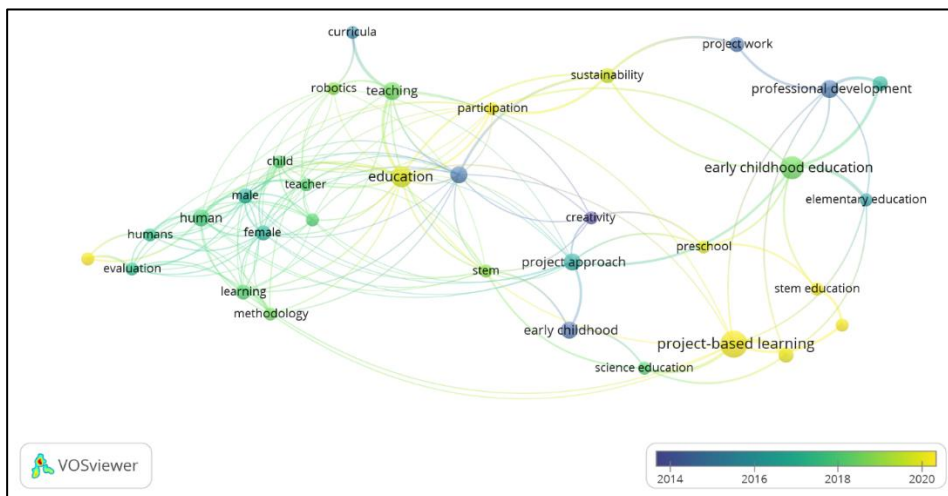 curricula
project work
sustainability
robotics
teaching
professional development
participation
child
teacher
education
early childhood education
male
elementary education
human
creativity
humans
female
preschool
evaluation
stem
project approach
learning
stem education
methodology
early childhood
project-based learning
science education
VOSviewer
2014 2016 2018 2020